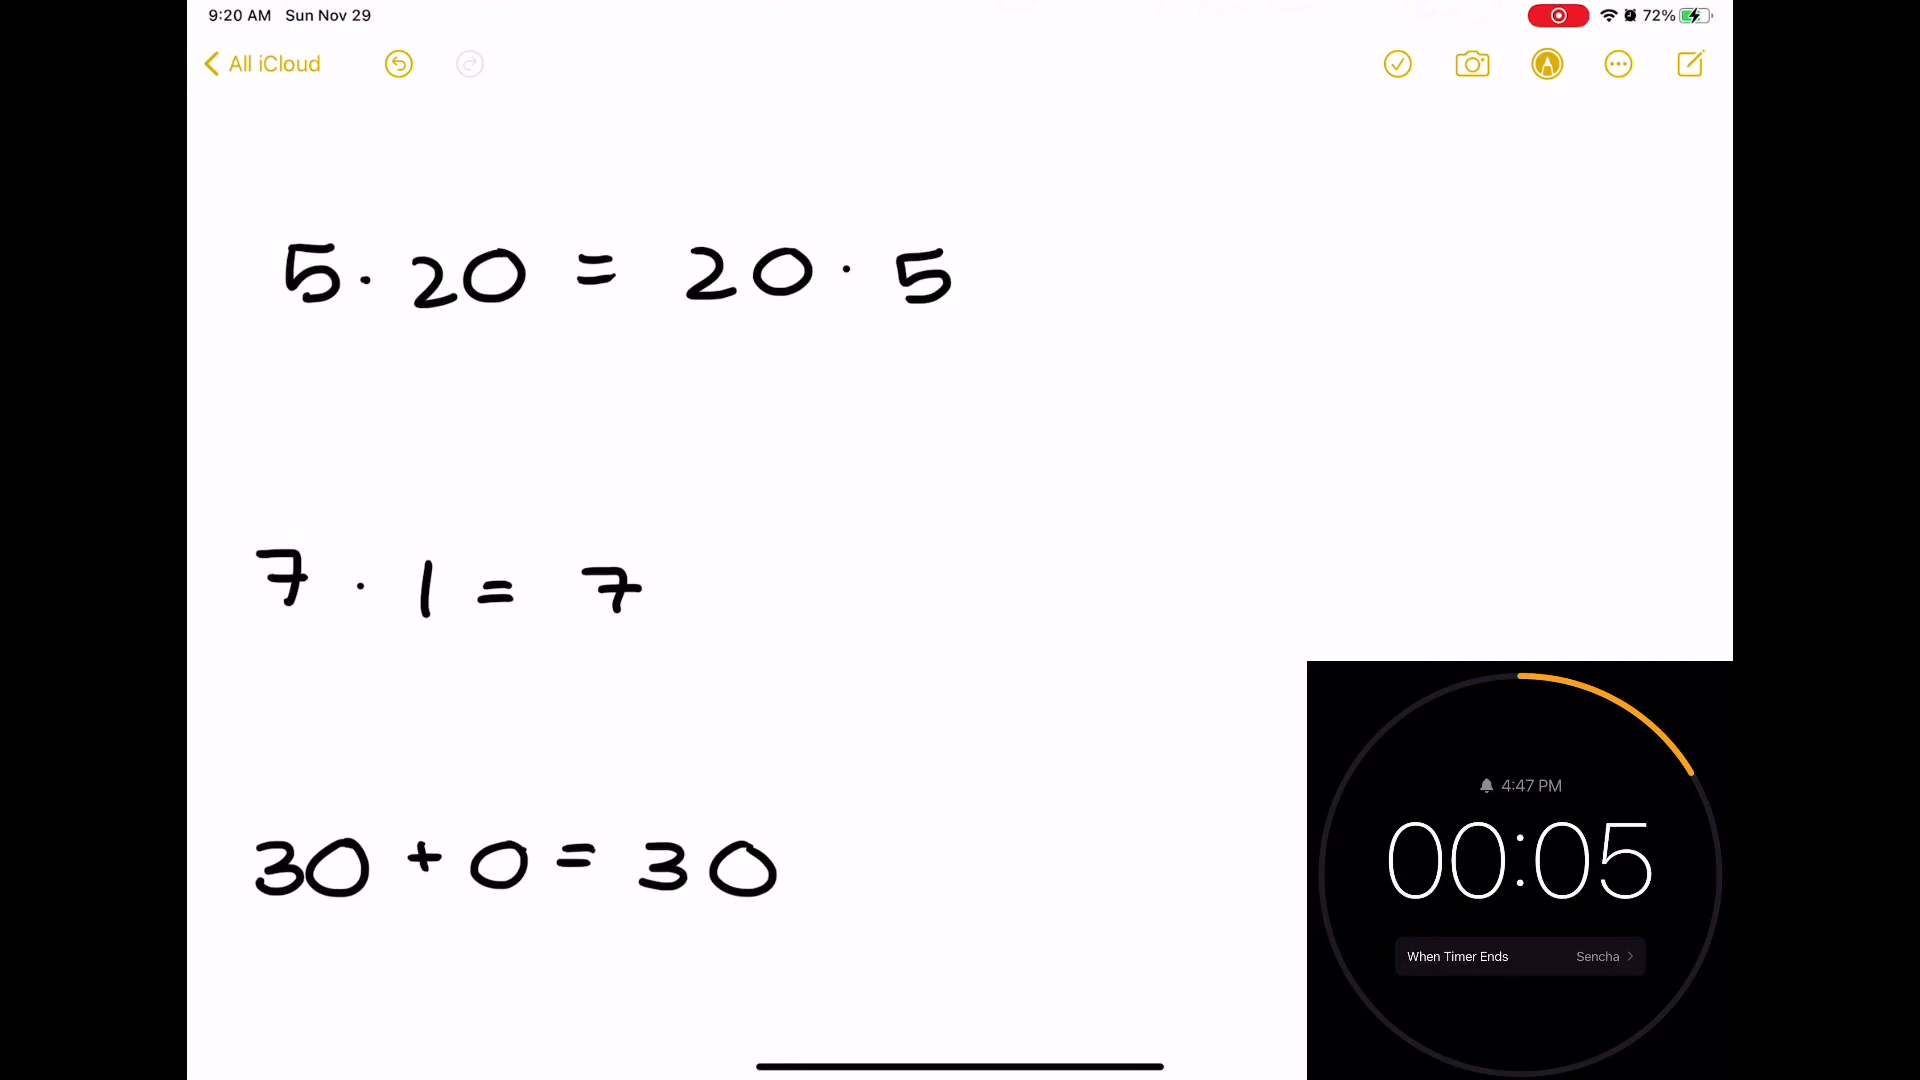 9:20 AM Sun Nov 29
72%
All iCloud
5 · 20 = 20 · 5
7 · 1 = 7
30 + 0 = 30
4:47 PM
00:05
When Timer Ends Sencha